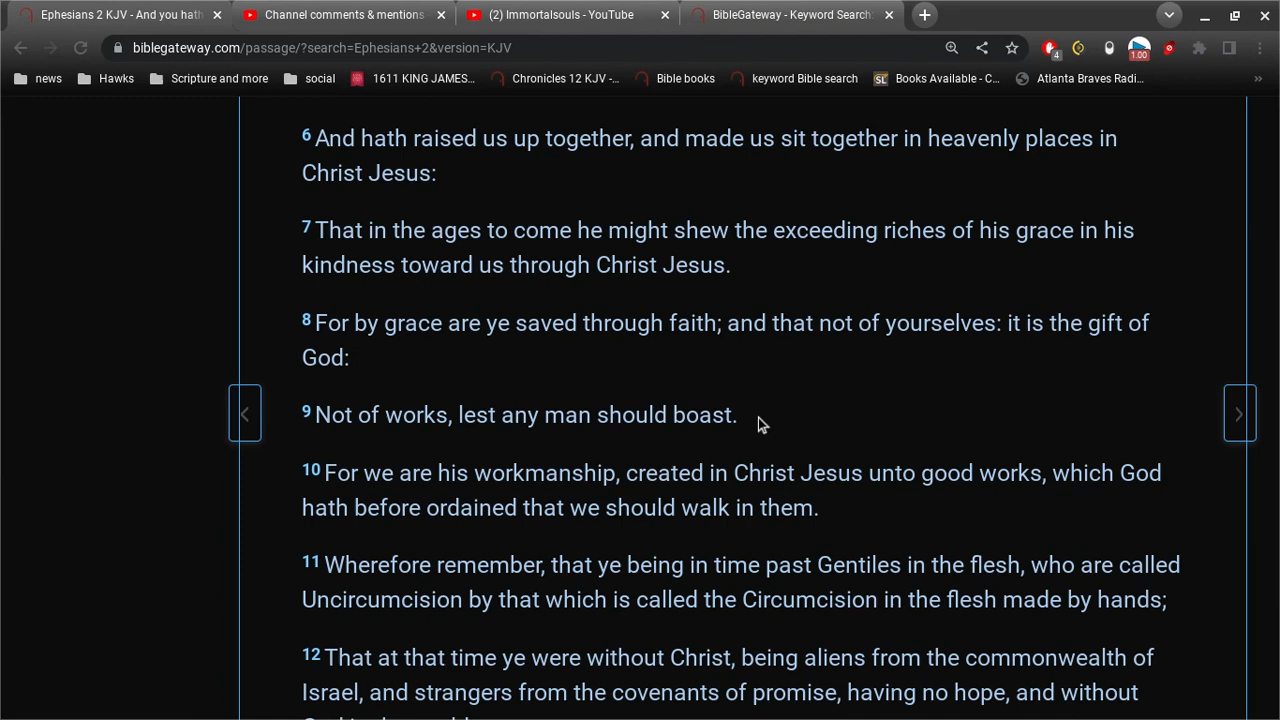 Ephesians 2 KJV - And you hath
Channel comments & mentions
(2) Immortalsouls - YouTube
BibleGateway - Keyword Search:
biblegateway.com/passage/?search=Ephesians+2&version=KJV
4
1.00
news
Hawks
Scripture and more
social
1611 KING JAMES...
Chronicles 12 KJV -...
Bible books
keyword Bible search
SL
Books Available - C...
Atlanta Braves Radi...
»
6 And hath raised us up together, and made us sit together in heavenly places in
Christ Jesus:
7 That in the ages to come he might shew the exceeding riches of his grace in his
kindness toward us through Christ Jesus.
8 For by grace are ye saved through faith; and that not of yourselves: it is the gift of
God:
9 Not of works, lest any man should boast.
10 For we are his workmanship, created in Christ Jesus unto good works, which God
hath before ordained that we should walk in them.
11 Wherefore remember, that ye being in time past Gentiles in the flesh, who are called
Uncircumcision by that which is called the Circumcision in the flesh made by hands;
12 That at that time ye were without Christ, being aliens from the commonwealth of
Israel, and strangers from the covenants of promise, having no hope, and without